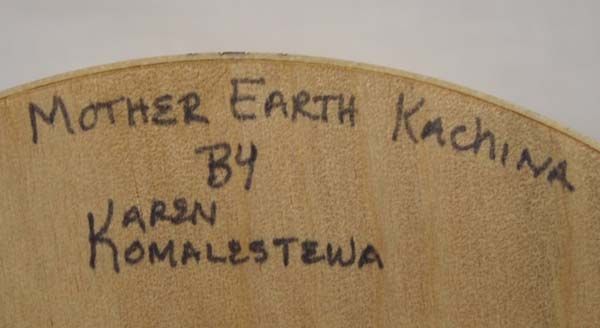 MOTHER EARTH KACHINA
BY
KAREN
KOMALESTEWA